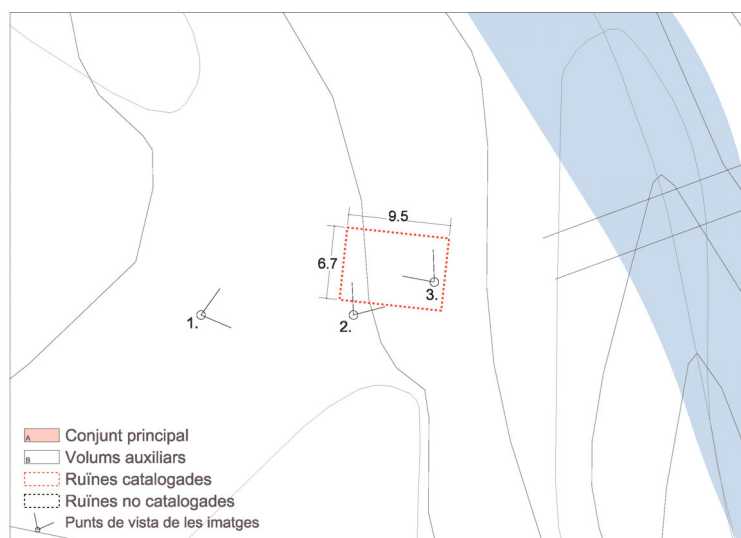 9.5
6.7
3.
1.
2.
A Conjunt principal
B Volums auxiliars
Ruïnes catalogades
Ruïnes no catalogades
Punts de vista de les imatges